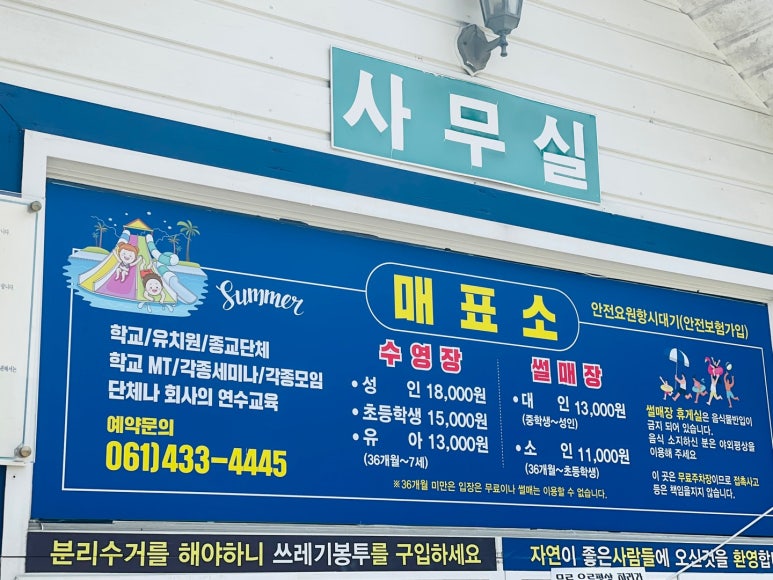 사무실
Summer
매표소
안전요원항시대기(안전보험가입)
학교/유치원/종교단체
학교 MT/각종세미나/각종모임
단체나 회사의 연수교육
예약문의
061)433-4445
수영장
• 성 인 18,000원
• 초등학생 15,000원
• 유 아 13,000원
(36개월~7세)
썰매장
• 대 인 13,000원
(중학생~성인)
• 소 인 11,000원
(36개월~초등학생)
※36개월 미만은 입장은 무료이나 썰매는 이용할 수 없습니다.
썰매장 휴게실은 음식물반입이
금지 되어 있습니다.
음식 소지하신 분은 야외평상을
이용해 주세요
이 곳은 무료주차장이므로 접촉사고
등은 책임을지지 않습니다.
분리수거를 해야하니 쓰레기봉투를 구입하세요
자연이 좋은사람들에 오신것을 환영합